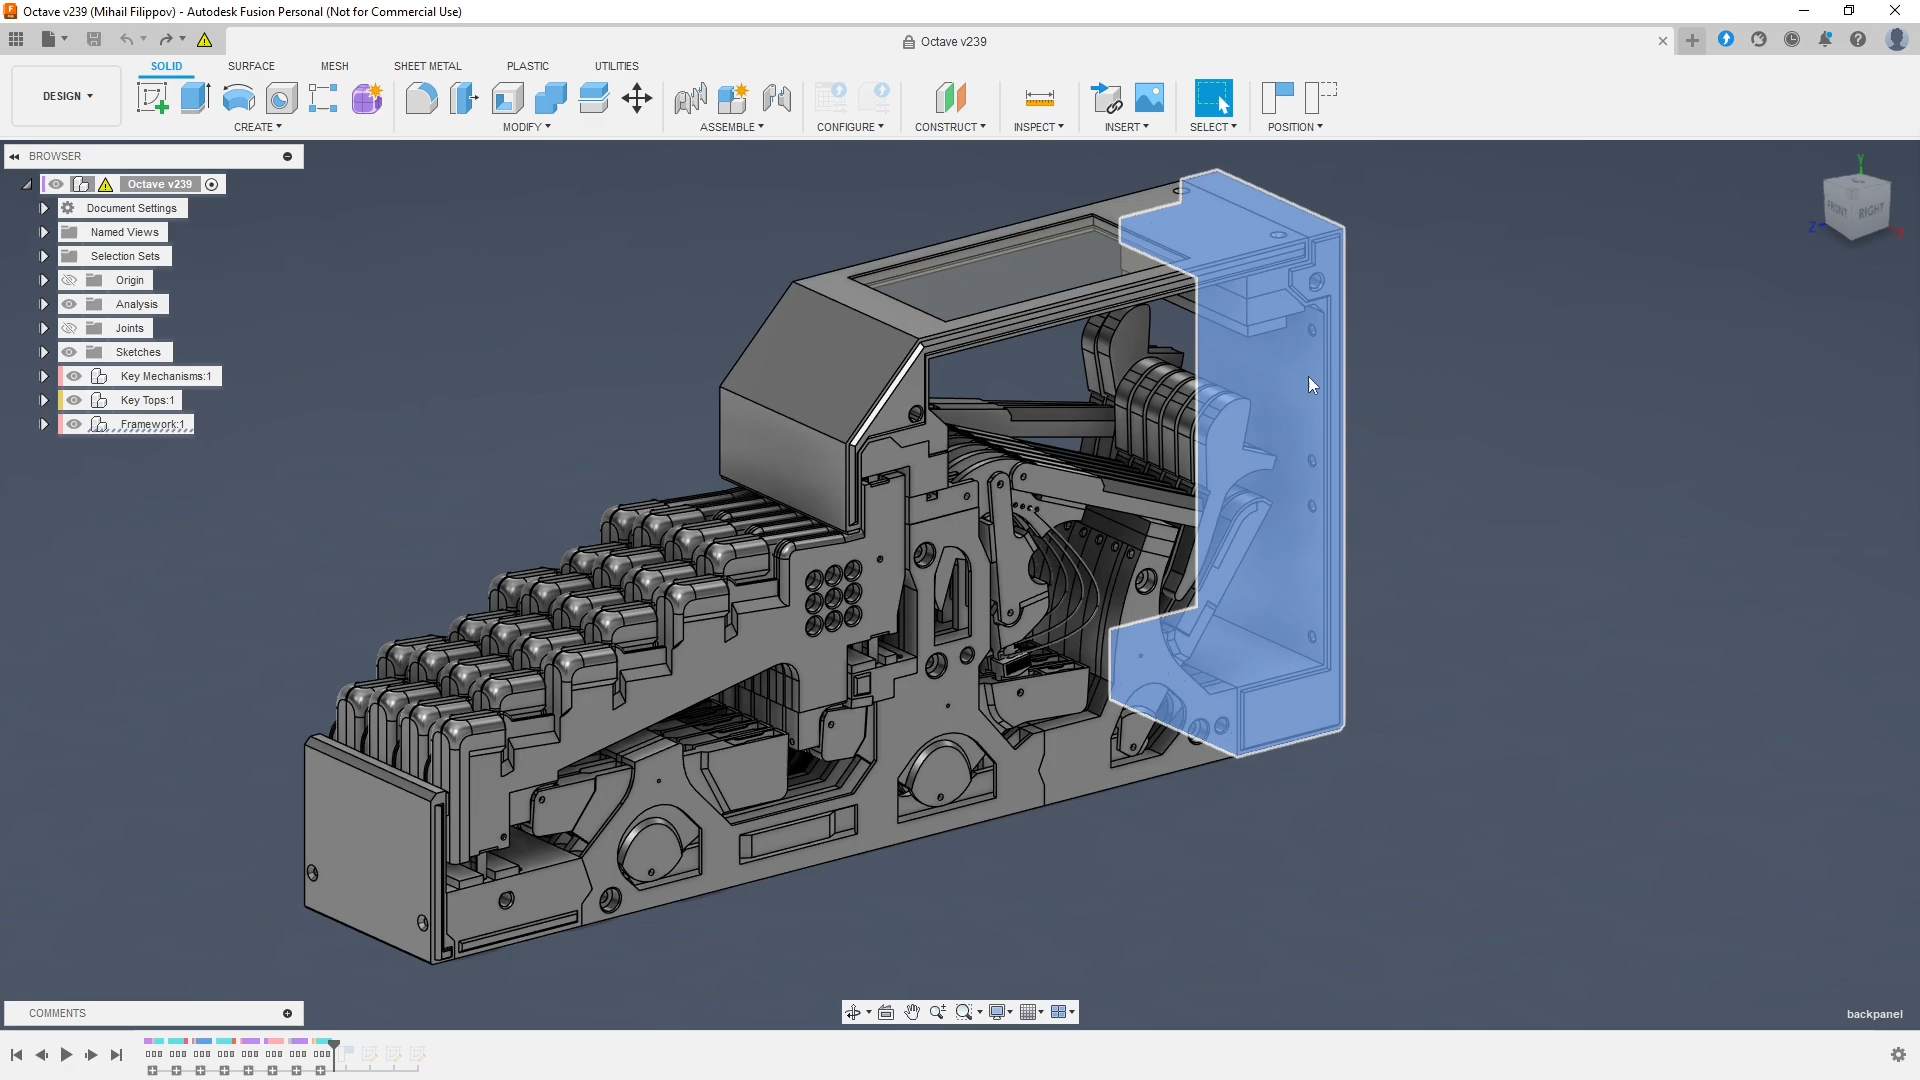 Octave v239 (Mihail Filippov) - Autodesk Fusion Personal (Not for Commercial Use)
Octave v239
SOLID
SURFACE
MESH
SHEET METAL
PLASTIC
UTILITIES
DESIGN
CREATE
MODIFY
ASSEMBLE
CONFIGURE
CONSTRUCT
INSPECT
INSERT
SELECT
POSITION
BROWSER
Octave v239
Document Settings
Named Views
Selection Sets
Origin
Analysis
Joints
Sketches
Key Mechanisms:1
Key Tops:1
Framework:1
Y
FRONT
RIGHT
Z
X
COMMENTS
backpanel